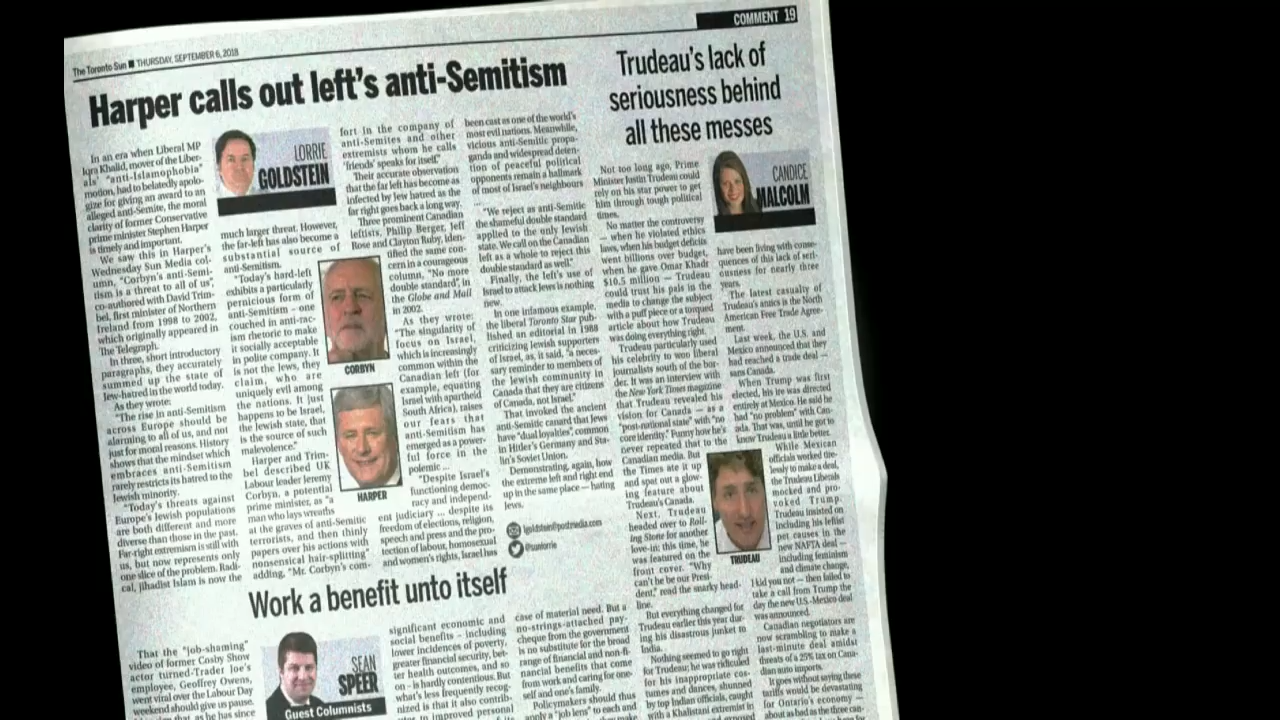 COMMENT 19
The Toronto Sun ■ THURSDAY, SEPTEMBER 6, 2018
Harper calls out left's anti-Semitism
LORRIE
GOLDSTEIN
In an era when Liberal MP
Iqra Khalid, mover of the Liber-
als' "anti-Islamophobia"
motion, had to belatedly apolo-
gize for giving an award to an
alleged anti-Semite, the moral
clarity of former Conservative
prime minister Stephen Harper
is timely and important.
We saw this in Harper's
Wednesday Sun Media col-
umn, "Corbyn's anti-Semi-
tism is a threat to all of us",
co-authored with David Trim-
bel, first minister of Northern
Ireland from 1998 to 2002,
which originally appeared in
The Telegraph.
In three, short introductory
paragraphs, they accurately
summed up the state of
Jew-hatred in the world today.
As they wrote:
"The rise in anti-Semitism
across Europe should be
alarming to all of us, and not
just for moral reasons. History
shows that the mindset which
embraces anti-Semitism
rarely restricts its hatred to the
Jewish minority.
"Today's threats against
Europe's Jewish populations
are both different and more
diverse than those in the past.
Far-right extremism is still with
us, but now represents only
one slice of the problem. Radi-
cal, jihadist Islam is now the
much larger threat. However,
the far-left has also become a
substantial source of
anti-Semitism.
"Today's hard-left
exhibits a particularly
pernicious form of
anti-Semitism – one
couched in anti-rac-
ism rhetoric to make
it socially acceptable
in polite company. It
is not the Jews, they
claim, who are
uniquely evil among
the nations. It just
happens to be Israel,
the Jewish state, that
is the source of such
malevolence."
Harper and Trim-
bel described UK
Labour leader Jeremy
Corbyn, a potential
prime minister, as "a
man who lays wreaths
at the graves of anti-Semitic
terrorists, and then thinly
papers over his actions with
nonsensical hair-splitting"
adding, "Mr. Corbyn's com-
fort in the company of
anti-Semites and other
extremists whom he calls
'friends' speaks for itself."
Their accurate observation
that the far left has become as
infected by Jew hatred as the
far right goes back a long way.
Three prominent Canadian
leftists, Philip Berger, Jeff
Rose and Clayton Ruby, iden-
tified the same con-
cern in a courageous
column, "No more
double standard", in
the Globe and Mail
in 2002.
As they wrote:
"The singularity of
focus on Israel,
which is increasingly
common within the
Canadian left (for
example, equating
Israel with apartheid
South Africa), raises
our fears that
anti-Semitism has
emerged as a power-
ful force in the
polemic ...
"Despite Israel's
functioning democ-
racy and independ-
ent judiciary ... despite its
freedom of elections, religion,
speech and press and the pro-
tection of labour, homosexual
and women's rights, Israel has
been cast as one of the world's
most evil nations. Meanwhile,
vicious anti-Semitic propa-
ganda and widespread deten-
tion of peaceful political
opponents remain a hallmark
of most of Israel's neighbours
...
"We reject as anti-Semitic
the shameful double standard
applied to the only Jewish
state. We call on the Canadian
left as a whole to reject this
double standard as well."
Finally, the left's use of
Israel to attack Jews is nothing
new.
In one infamous example,
the liberal Toronto Star pub-
lished an editorial in 1988
criticizing Jewish supporters
of Israel, as, it said, "a neces-
sary reminder to members of
the Jewish community in
Canada that they are citizens
of Canada, not Israel."
That invoked the ancient
anti-Semitic canard that Jews
have "dual loyalties", common
in Hitler's Germany and Sta-
lin's Soviet Union.
Demonstrating, again, how
the extreme left and right end
up in the same place — hating
Jews.
lgoldstein@postmedia.com
@sunlorrie
CORBYN
HARPER
Trudeau's lack of
seriousness behind
all these messes
CANDICE
MALCOLM
Not too long ago, Prime
Minister Justin Trudeau could
rely on his star power to get
him through tough political
times.
No matter the controversy
— when he violated ethics
laws, when his budget deficits
went billions over budget,
when he gave Omar Khadr
$10.5 million — Trudeau
could trust his pals in the
media to change the subject
with a puff piece or a torqued
article about how Trudeau
was doing everything right.
Trudeau particularly used
his celebrity to woo liberal
journalists south of the bor-
der. It was an interview with
the New York Times magazine
that Trudeau revealed his
vision for Canada — as a
"post-national state" with "no
core identity." Funny how he's
never repeated that to the
Canadian media. But
the Times ate it up
and spat out a glow-
ing feature about
Trudeau's Canada.
Next, Trudeau
headed over to Roll-
ing Stone for another
love-in; this time, he
was featured on the
front cover. "Why
can't he be our Presi-
dent," read the snarky head-
line.
But everything changed for
Trudeau earlier this year dur-
ing his disastrous junket to
India.
Nothing seemed to go right
for Trudeau; he was ridiculed
for his inappropriate cos-
tumes and dances, shunned
by top Indian officials, caught
with a Khalistani extremist in
have been living with conse-
quences of this lack of seri-
ousness for nearly three
years.
The latest casualty of
Trudeau's antics is the North
American Free Trade Agree-
ment.
Last week, the U.S. and
Mexico announced that they
had reached a trade deal —
sans Canada.
When Trump was first
elected, his ire was directed
entirely at Mexico. He said he
had "no problem" with Can-
ada. That was, until he got to
know Trudeau a little better.
While Mexican
officials worked tire-
lessly to make a deal,
the Trudeau Liberals
mocked and pro-
voked Trump.
Trudeau insisted on
including his leftist
pet causes in the
new NAFTA deal —
including feminism
and climate change,
I kid you not — then failed to
take a call from Trump the
day the new U.S.-Mexico deal
was announced.
Canadian negotiators are
now scrambling to make a
last-minute deal amidst
threats of a 25% tax on Cana-
dian auto imports.
It goes without saying these
tariffs would be devastating
for Ontario's economy —
about as bad as the three can-
TRUDEAU
Work a benefit unto itself
SEAN
SPEER
Guest Columnists
That the "job-shaming"
video of former Cosby Show
actor turned-Trader Joe's
employee, Geoffrey Owens,
went viral over the Labour Day
weekend should give us pause.
that, as he has since
significant economic and
social benefits – including
lower incidences of poverty,
greater financial security, bet-
ter health outcomes, and so
on – is hardly contentious. But
what's less frequently recog-
nized is that it also contrib-
utes to improved personal
case of material need. But a
no-strings-attached pay-
cheque from the government
is no substitute for the broad
range of financial and non-fi-
nancial benefits that come
from work and caring for one-
self and one's family.
Policymakers should thus
apply a "job lens" to each and